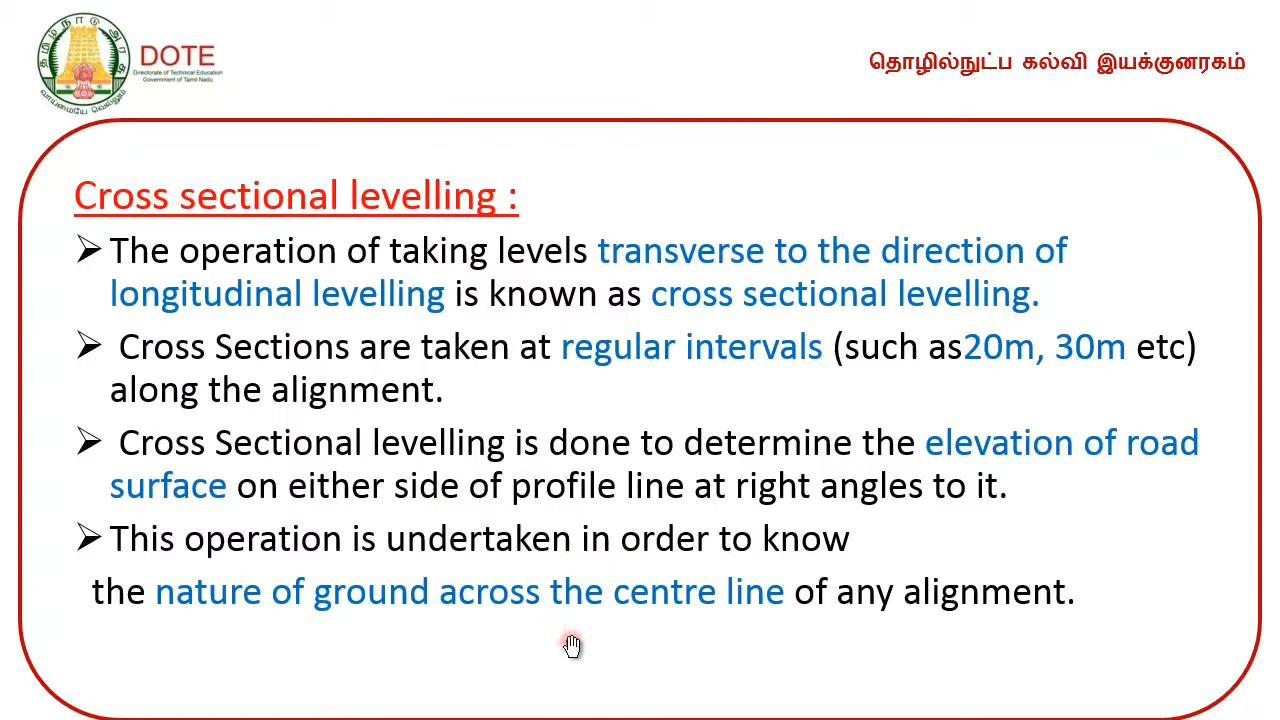 தமிழ்நாடு அரசு
வாய்மையே வெல்லும்
DOTE
Directorate of Technical Education
Government of Tamil Nadu
தொழில்நுட்ப கல்வி இயக்குனரகம்
Cross sectional levelling :
➢ The operation of taking levels transverse to the direction of
longitudinal levelling is known as cross sectional levelling.
➢ Cross Sections are taken at regular intervals (such as20m, 30m etc)
along the alignment.
➢ Cross Sectional levelling is done to determine the elevation of road
surface on either side of profile line at right angles to it.
➢ This operation is undertaken in order to know
the nature of ground across the centre line of any alignment.